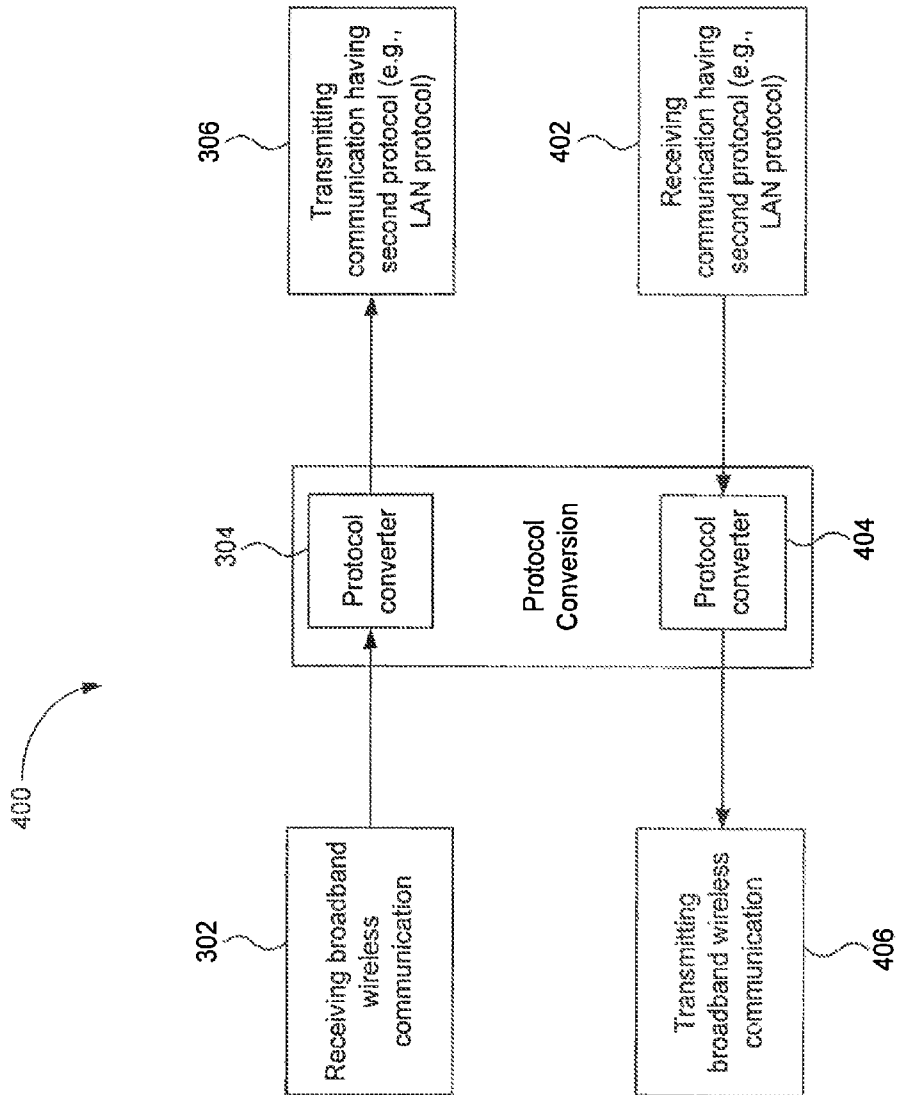 400
302
Receiving broadband
wireless
communication
304
Protocol
converter
306
Transmitting
communication having
second protocol (e.g.,
LAN protocol)
Protocol
Conversion
Transmitting
broadband wireless
communication
406
Protocol
converter
404
402
Receiving
communication having
second protocol (e.g.,
LAN protocol)